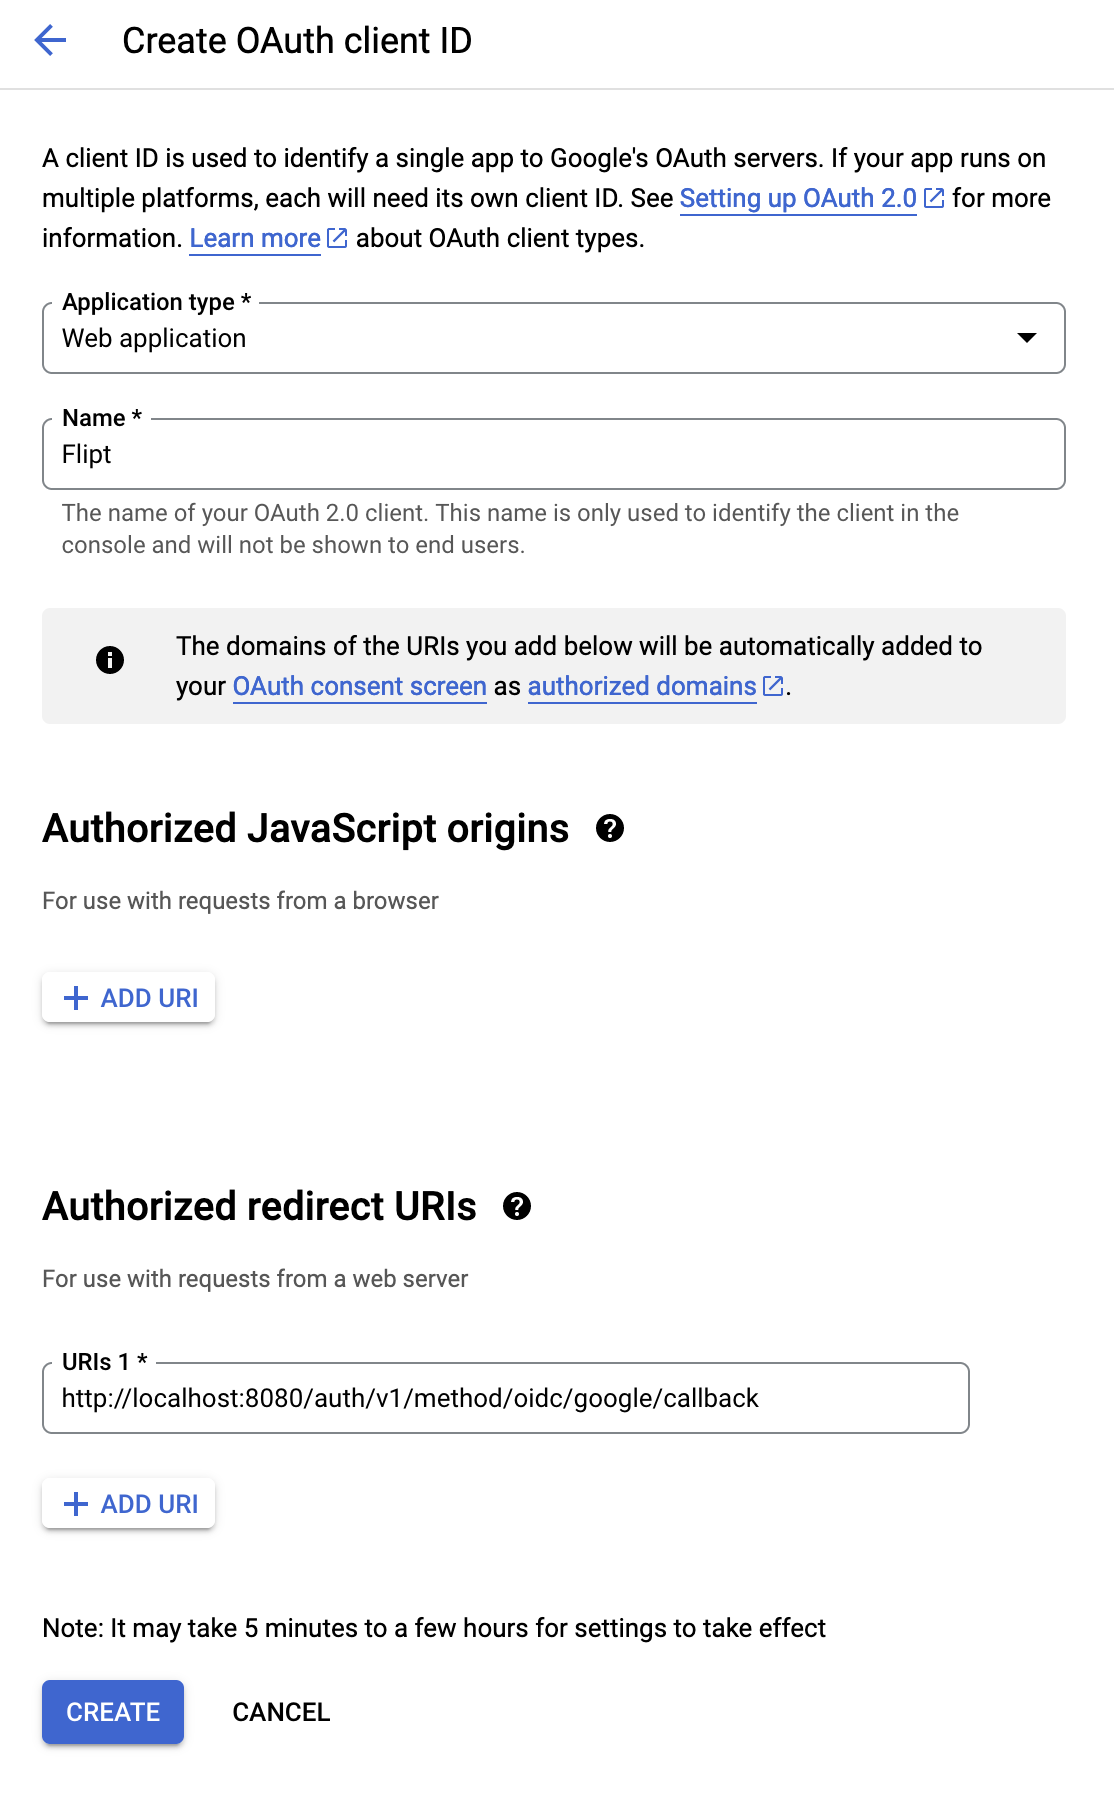 Create OAuth client ID
A client ID is used to identify a single app to Google's OAuth servers. If your app runs on
multiple platforms, each will need its own client ID. See Setting up OAuth 2.0 for more
information. Learn more about OAuth client types.
Application type *
Web application
Name *
Flipt
The name of your OAuth 2.0 client. This name is only used to identify the client in the
console and will not be shown to end users.
The domains of the URIs you add below will be automatically added to
your OAuth consent screen as authorized domains.
Authorized JavaScript origins
For use with requests from a browser
ADD URI
Authorized redirect URIs
For use with requests from a web server
URIs 1 *
http://localhost:8080/auth/v1/method/oidc/google/callback
ADD URI
Note: It may take 5 minutes to a few hours for settings to take effect
CREATE CANCEL